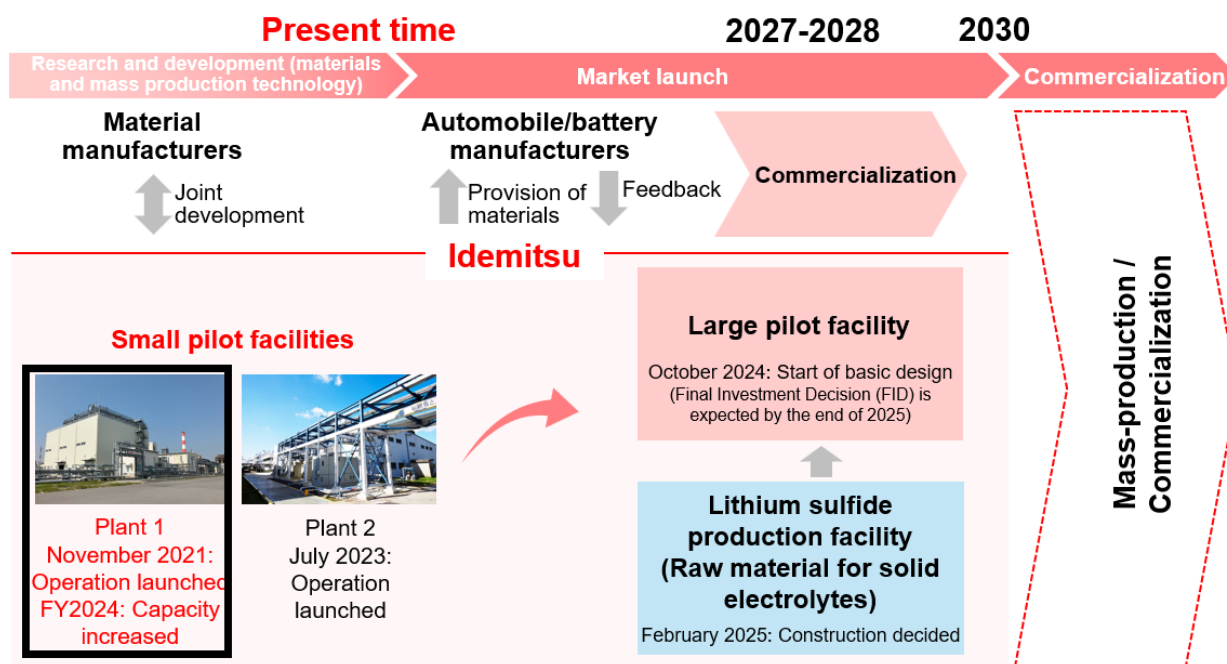 Present time
2027-2028
2030
Research and development (materials
and mass production technology)
Market launch
Commercialization
Material
manufacturers
Joint
development
Automobile/battery
manufacturers
Provision of
materials
Feedback
Commercialization
Idemitsu
Small pilot facilities
Plant 1
November 2021:
Operation launched
FY2024: Capacity
increased
Plant 2
July 2023:
Operation
launched
Large pilot facility
October 2024: Start of basic design
(Final Investment Decision (FID) is
expected by the end of 2025)
Lithium sulfide
production facility
(Raw material for solid
electrolytes)
February 2025: Construction decided
Mass-production /
Commercialization